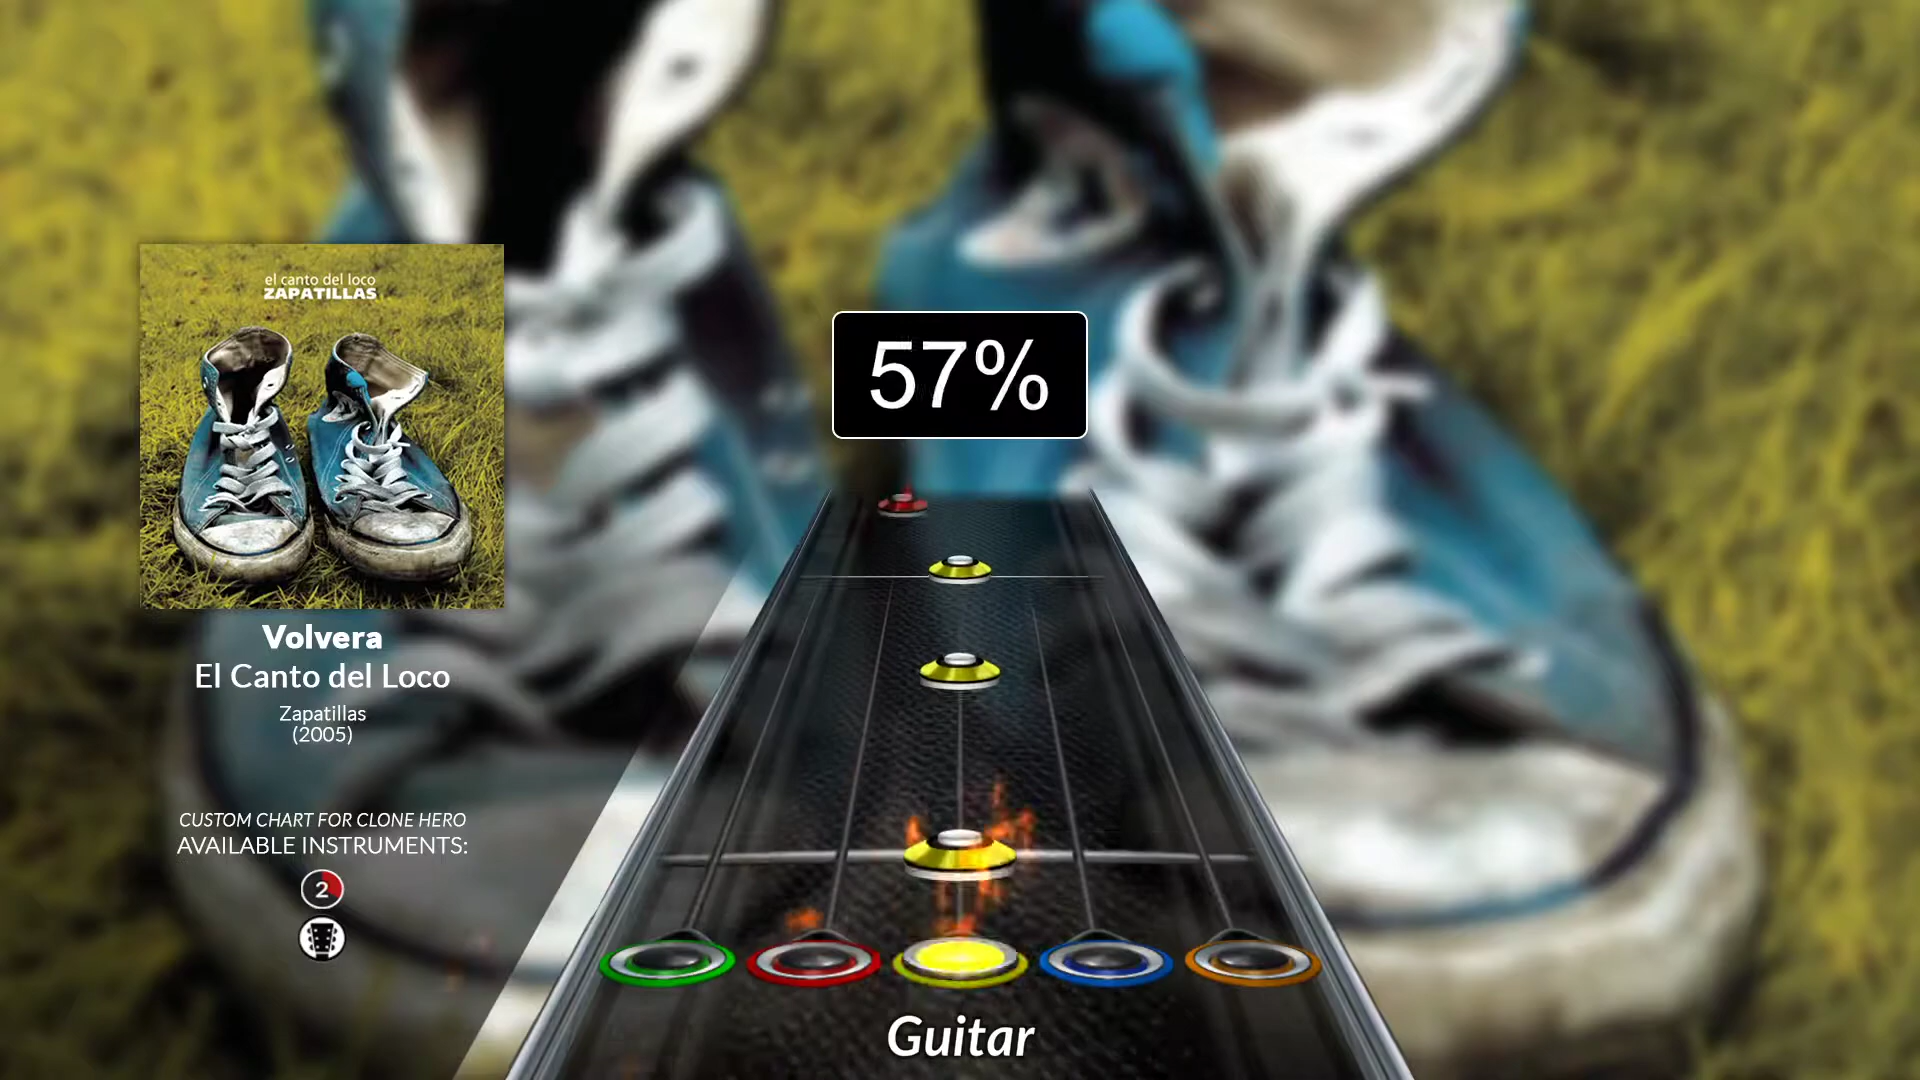 el canto del loco
ZAPATILLAS
57%
Volvera
El Canto del Loco
Zapatillas
(2005)
CUSTOM CHART FOR CLONE HERO
AVAILABLE INSTRUMENTS:
2
Guitar